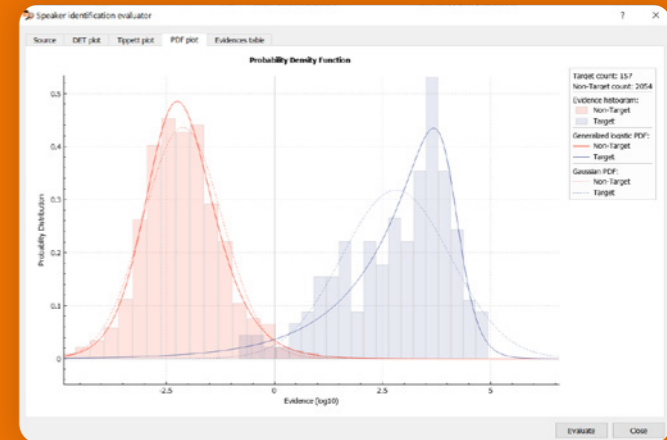 Speaker identification evaluator
? ×
Source DET plot Tippett plot PDF plot Evidences table
Probability Density Function
Target count: 157
Non-Target count: 2054
Evidence histogram:
Non-Target
Target
Generalized logistic PDF:
Non-Target
Target
Gaussian PDF:
Non-Target
Target
0.5
0.4
0.3
0.2
0.1
0
Probability Distribution
-2.5 0 2.5 5
Evidence (log10)
Evaluate Close